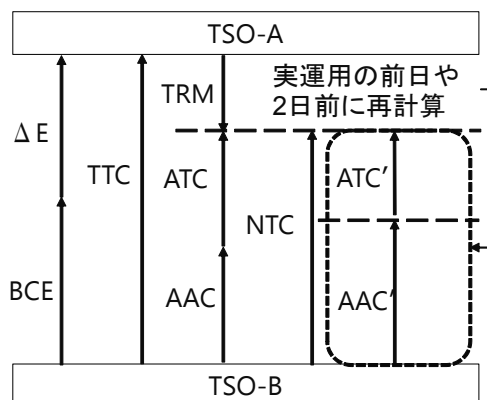 TSO-A
TRM
実運用の前日や
2日前に再計算
ΔE
TTC
ATC
NTC
ATC′
BCE
AAC
AAC′
TSO-B